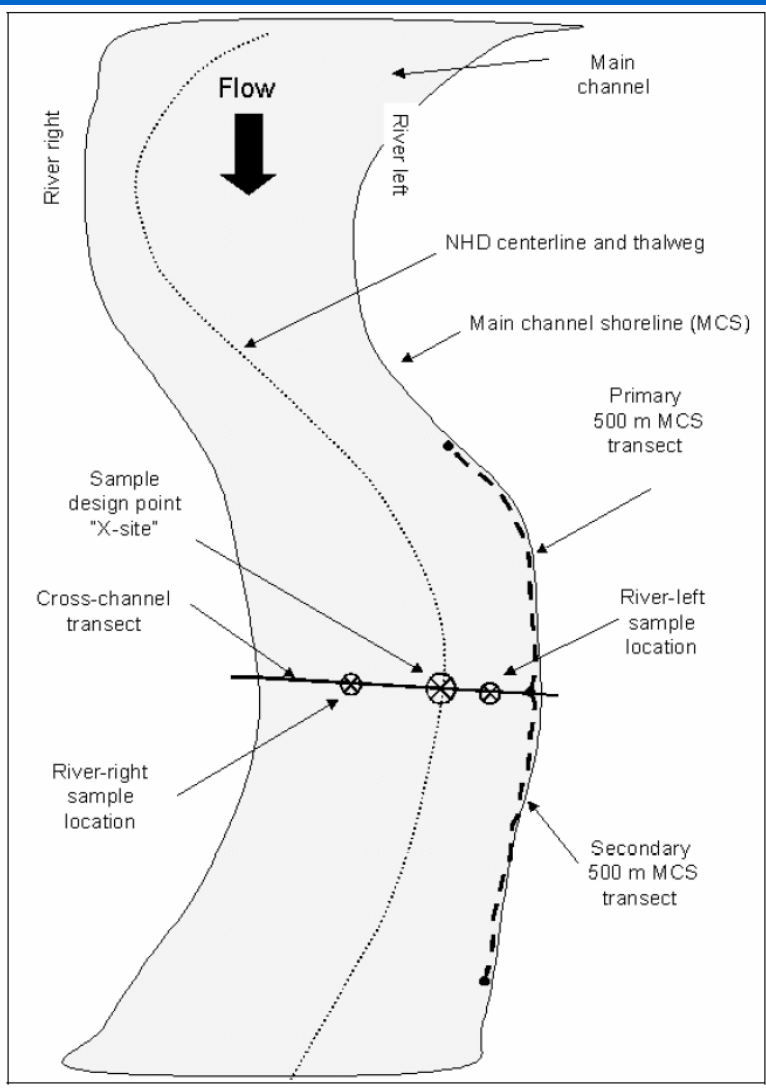 Main
channel
Flow
River right
River left
NHD centerline and thalweg
Main channel shoreline (MCS)
Primary
500 m MCS
transect
Sample
design point
"X-site"
Cross-channel
transect
River-left
sample
location
River-right
sample
location
Secondary
500 m MCS
transect